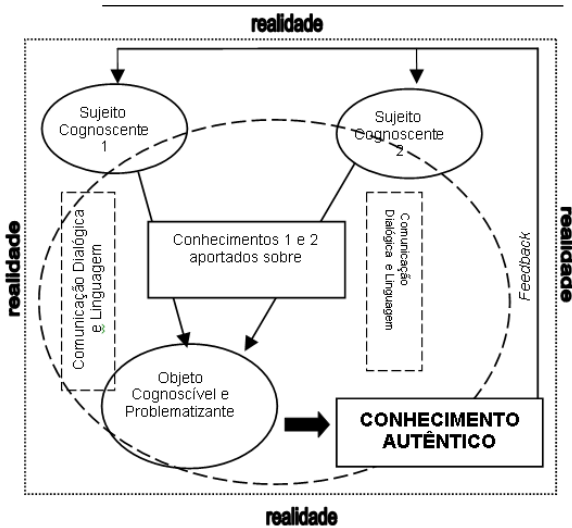 realidade
Sujeito
Cognoscente
1
Sujeito
Cognoscente
2
realidade
Comunicação Dialógica
e Linguagem
Conhecimentos 1 e 2
aportados sobre
Comunicação
Dialógica e Linguagem
Feedback
realidade
Objeto
Cognoscível e
Problematizante
CONHECIMENTO
AUTÊNTICO
realidade